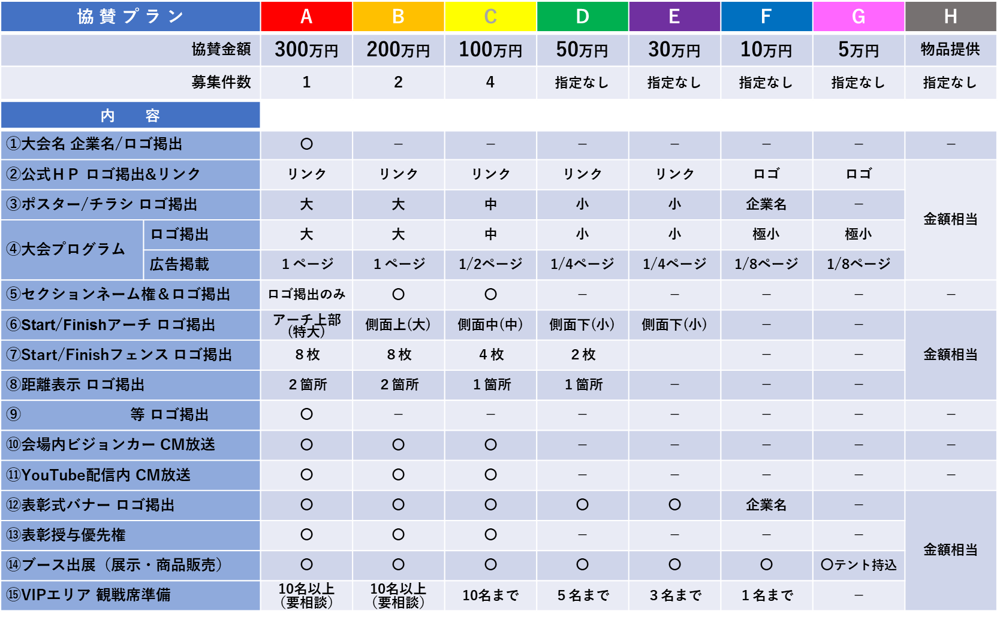 協賛プラン A B C D E F G H
協賛金額 300万円 200万円 100万円 50万円 30万円 10万円 5万円 物品提供
募集件数 1 2 4 指定なし 指定なし 指定なし 指定なし 指定なし
内 容
①大会名 企業名/ロゴ掲出 〇 － － － － － － －
②公式HP ロゴ掲出&リンク リンク リンク リンク リンク リンク ロゴ ロゴ
③ポスター/チラシ ロゴ掲出 大 大 中 小 小 企業名 －
金額相当
④大会プログラム
ロゴ掲出 大 大 中 小 小 極小 極小
広告掲載 1ページ 1ページ 1/2ページ 1/4ページ 1/4ページ 1/8ページ 1/8ページ
⑤セクションネーム権＆ロゴ掲出 ロゴ掲出のみ 〇 〇 － － － － －
⑥Start/Finishアーチ ロゴ掲出 アーチ上部
(特大) 側面上(大) 側面中(中) 側面下(小) 側面下(小) － －
⑦Start/Finishフェンス ロゴ掲出 8枚 8枚 4枚 2枚 － － 金額相当
⑧距離表示 ロゴ掲出 2箇所 2箇所 1箇所 1箇所 － － －
⑨ 等 ロゴ掲出 〇 － － － － － － －
⑩会場内ビジョンカー CM放送 〇 〇 〇 － － － － －
⑪YouTube配信内 CM放送 〇 〇 〇 － － － － －
⑫表彰式バナー ロゴ掲出 〇 〇 〇 〇 〇 企業名 －
⑬表彰授与優先権 〇 〇 〇 － － － －
金額相当
⑭ブース出展（展示・商品販売） 〇 〇 〇 〇 〇 〇 〇テント持込
⑮VIPエリア 観戦席準備 10名以上
(要相談) 10名以上
(要相談) 10名まで 5名まで 3名まで 1名まで －